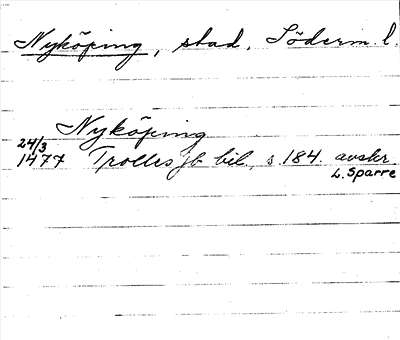 Nyköping, stad, Söderm. l.
Nyköping
24/3
1477 Trolles jb bil, s. 184. avskr.
L. Sparre